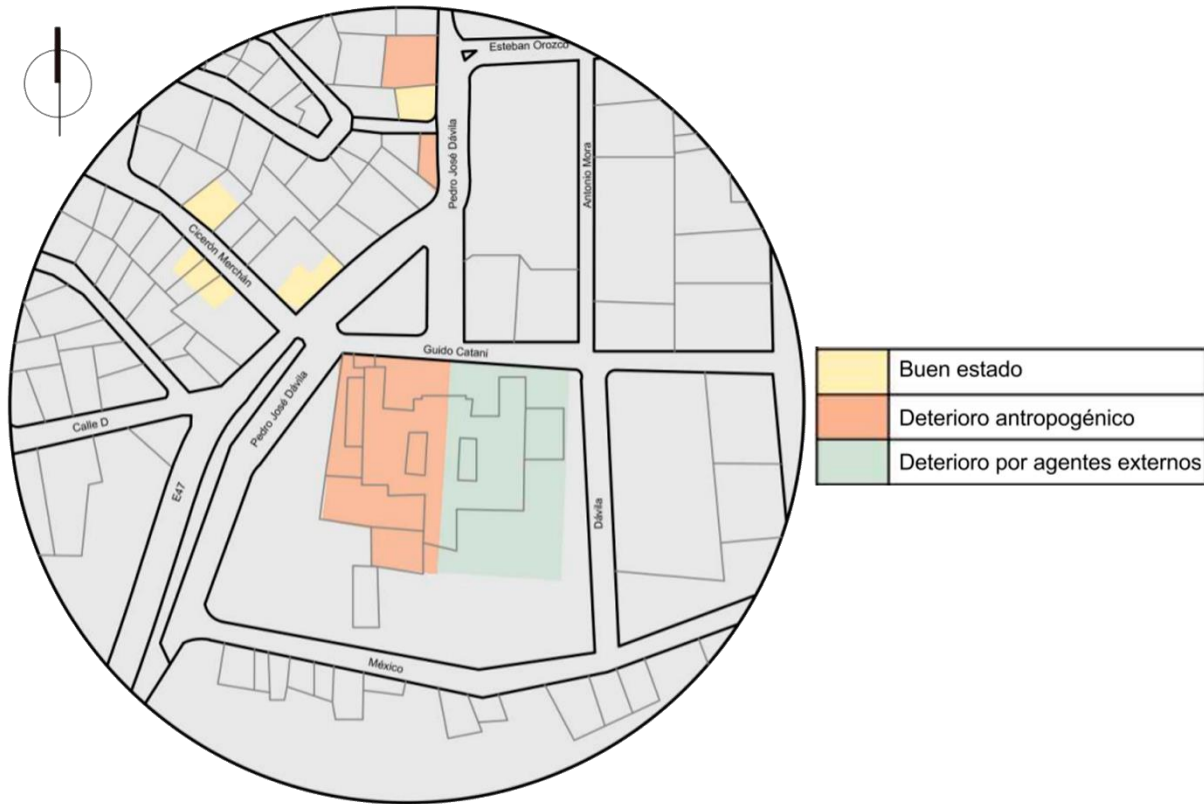 Esteban Orozco
Pedro José Dávila
Antonio Mora
Cicerón Merchán
Guido Catani
Pedro José Dávila
Calle D
E47
Dávila
México
Buen estado
Deterioro antropogénico
Deterioro por agentes externos